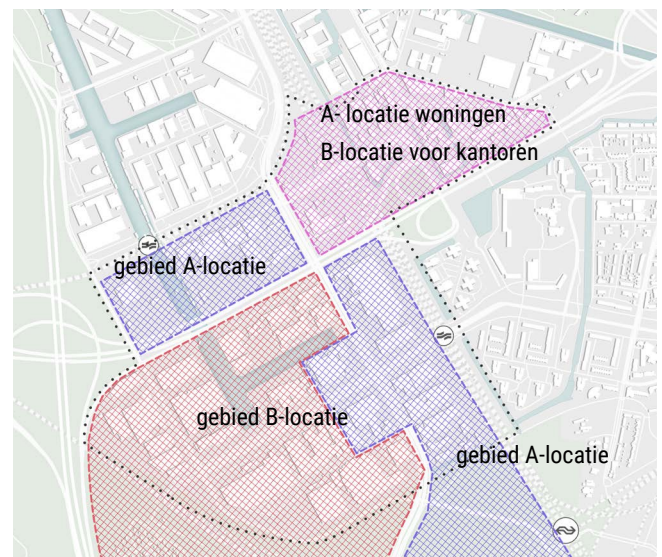 A- locatie woningen
B-locatie voor kantoren
gebied A-locatie
gebied B-locatie
gebied A-locatie